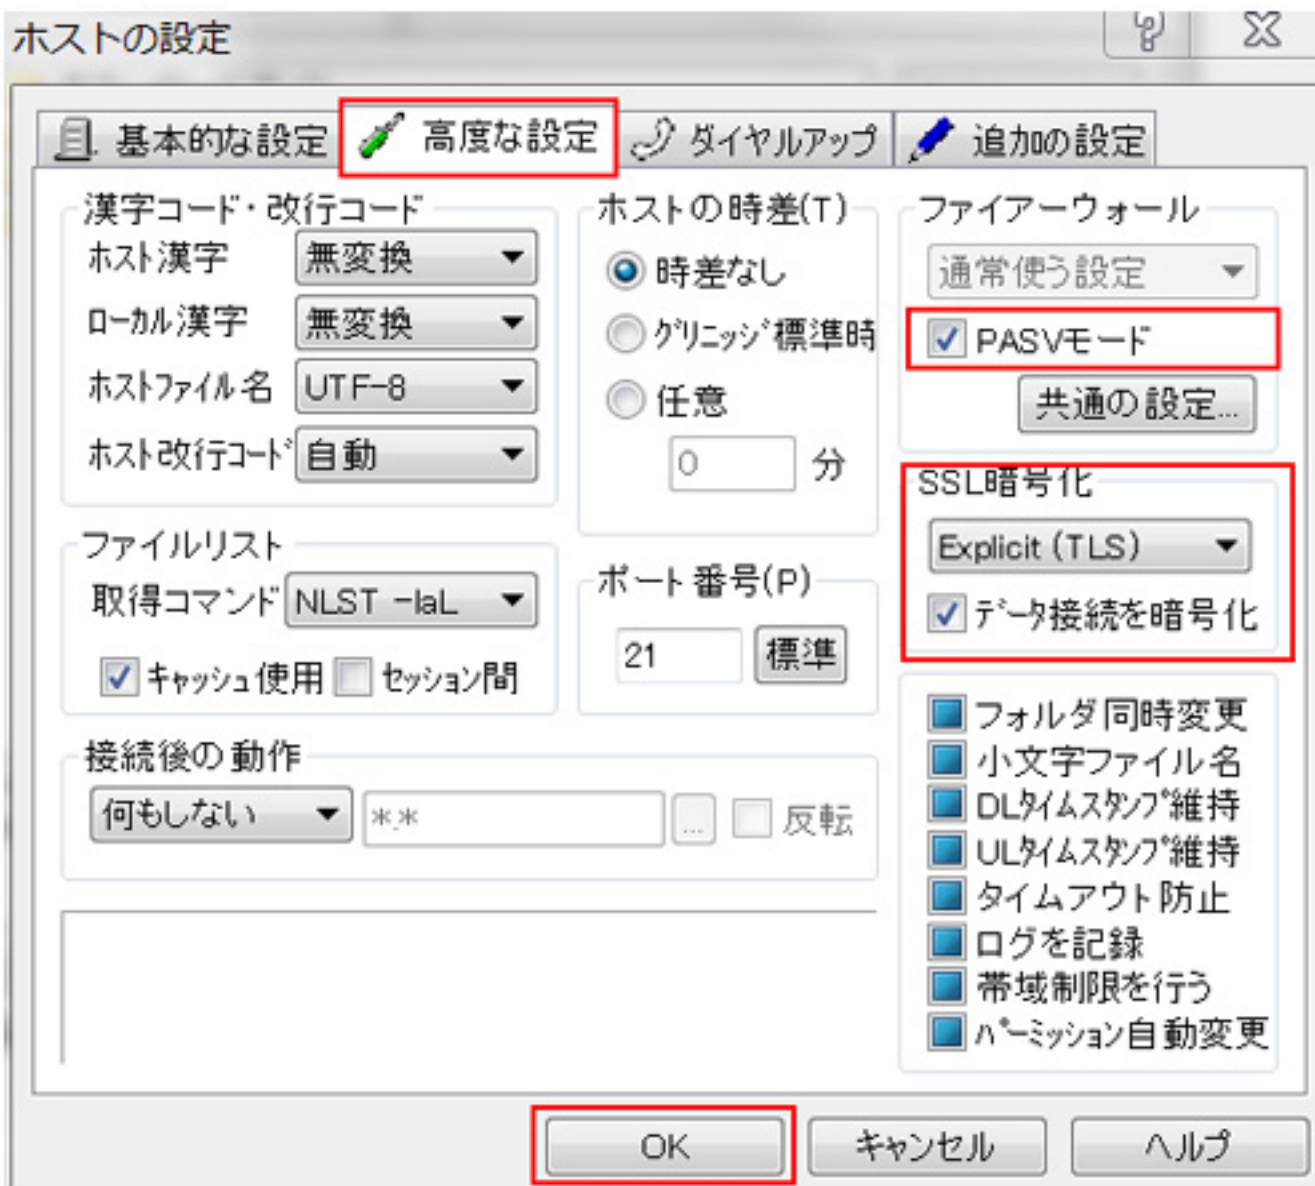 ホストの設定
基本的な設定
高度な設定
ダイヤルアップ
追加の設定
漢字コード・改行コード
ホスト漢字 無変換
ローカル漢字 無変換
ホストファイル名 UTF-8
ホスト改行コード 自動
ファイルリスト
取得コマンド NLST -laL
キャッシュ使用 セッション間
接続後の動作
何もしない *.* ... 反転
ホストの時差(T)
時差なし
グリニッジ標準時
任意
0 分
ポート番号(P)
21 標準
ファイアーウォール
通常使う設定
PASVモード
共通の設定...
SSL暗号化
Explicit (TLS)
データ接続を暗号化
フォルダ同時変更
小文字ファイル名
DLタイムスタンプ維持
ULタイムスタンプ維持
タイムアウト防止
ログを記録
帯域制限を行う
パーミッション自動変更
OK キャンセル ヘルプ